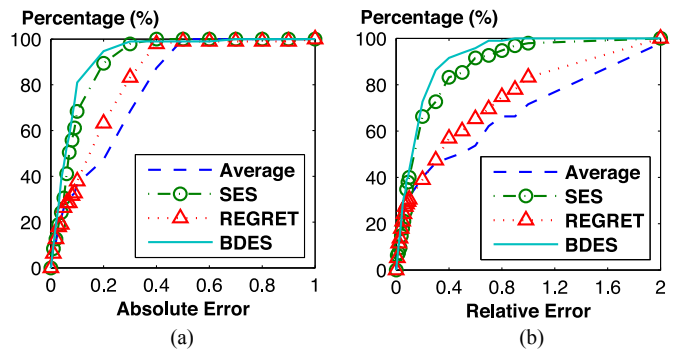 Percentage (%)
100
80
60
40
20
0
0 0.2 0.4 0.6 0.8 1
Absolute Error
Average
SES
REGRET
BDES
(a)
Percentage (%)
100
80
60
40
20
0
0 0.4 0.8 1.2 1.6 2
Relative Error
Average
SES
REGRET
BDES
(b)